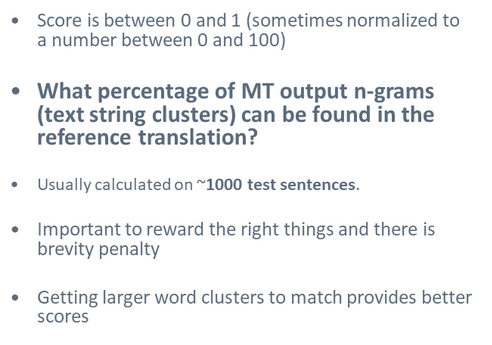 • Score is between 0 and 1 (sometimes normalized to
a number between 0 and 100)
• What percentage of MT output n-grams
(text string clusters) can be found in the
reference translation?
• Usually calculated on ~1000 test sentences.
• Important to reward the right things and there is
brevity penalty
• Getting larger word clusters to match provides better
scores